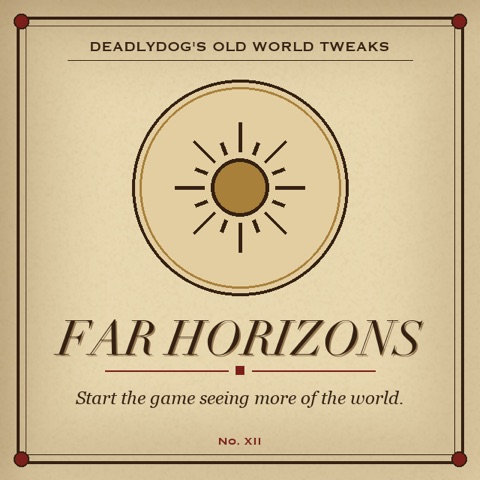 DEADLYDOG'S OLD WORLD TWEAKS
FAR HORIZONS
Start the game seeing more of the world.
No. XII